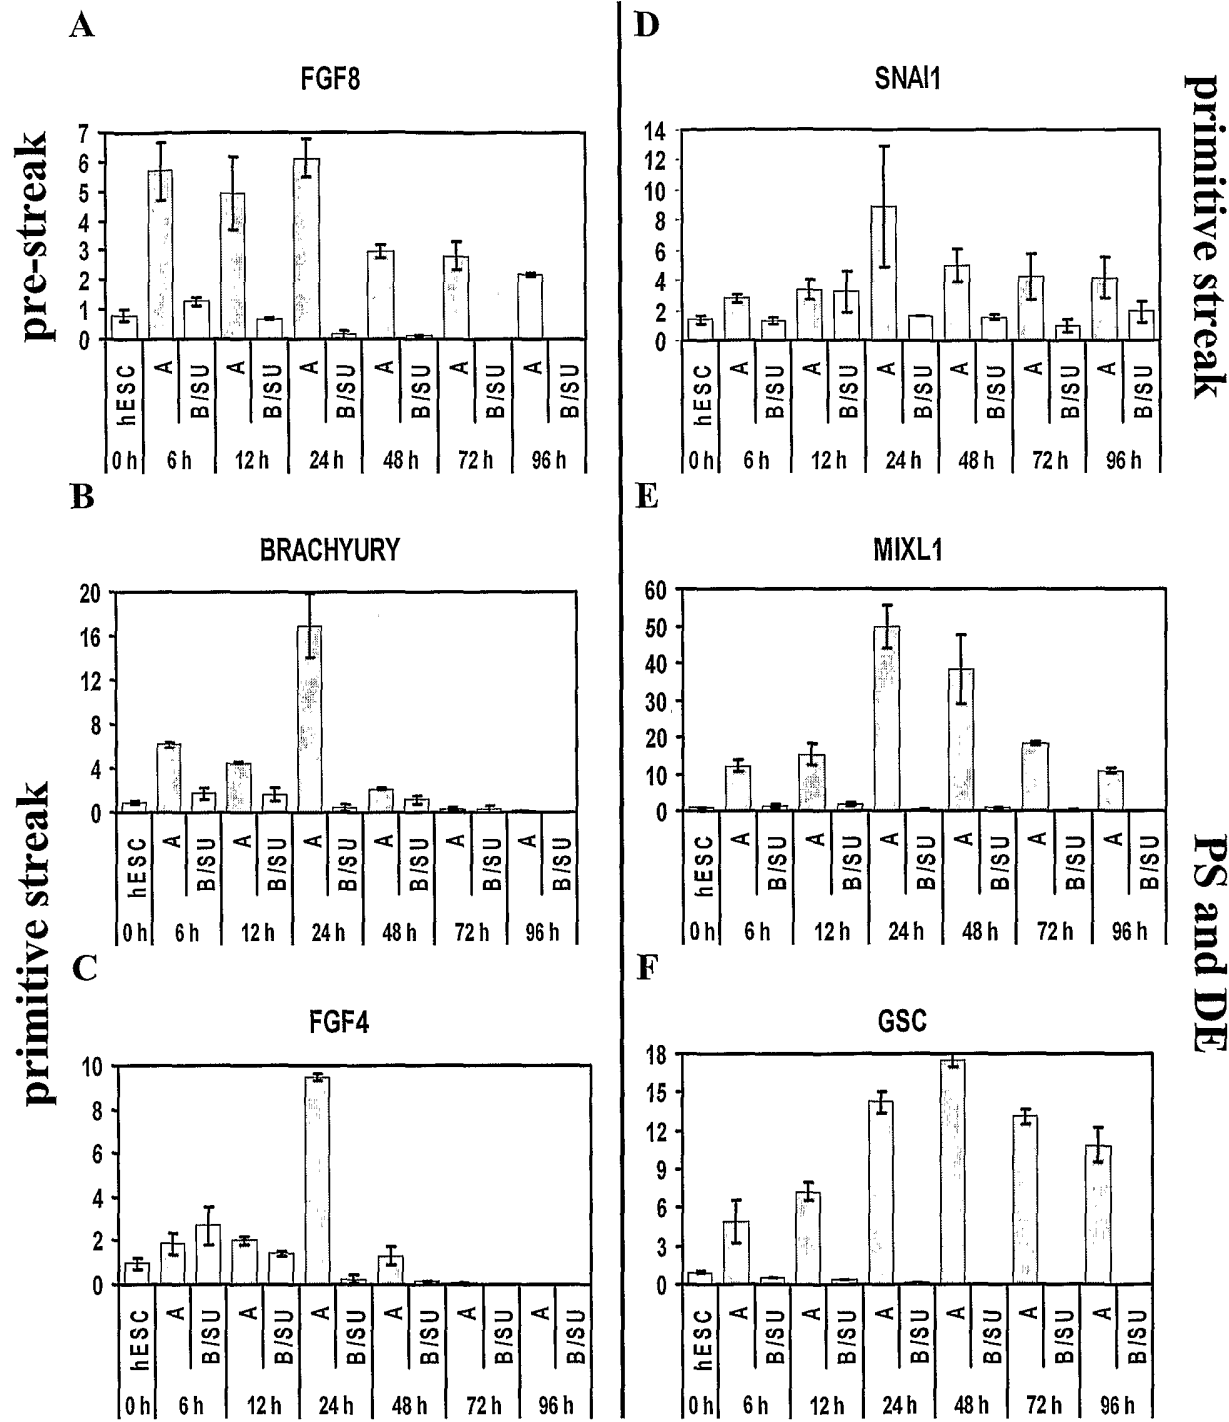 A
FGF8
pre-streak
7
6
5
4
3
2
1
0
hESC A B/SU A B/SU A B/SU A B/SU A B/SU A B/SU
0 h 6 h 12 h 24 h 48 h 72 h 96 h
B
BRACHYURY
primitive streak
20
16
12
8
4
0
hESC A B/SU A B/SU A B/SU A B/SU A B/SU A B/SU
0 h 6 h 12 h 24 h 48 h 72 h 96 h
C
FGF4
10
8
6
4
2
0
hESC A B/SU A B/SU A B/SU A B/SU A B/SU A B/SU
0 h 6 h 12 h 24 h 48 h 72 h 96 h
D
SNAI1
primitive streak
14
12
10
8
6
4
2
0
hESC A B/SU A B/SU A B/SU A B/SU A B/SU A B/SU
0 h 6 h 12 h 24 h 48 h 72 h 96 h
E
MIXL1
PS and DE
60
50
40
30
20
10
0
hESC A B/SU A B/SU A B/SU A B/SU A B/SU A B/SU
0 h 6 h 12 h 24 h 48 h 72 h 96 h
F
GSC
18
15
12
9
6
3
0
hESC A B/SU A B/SU A B/SU A B/SU A B/SU A B/SU
0 h 6 h 12 h 24 h 48 h 72 h 96 h